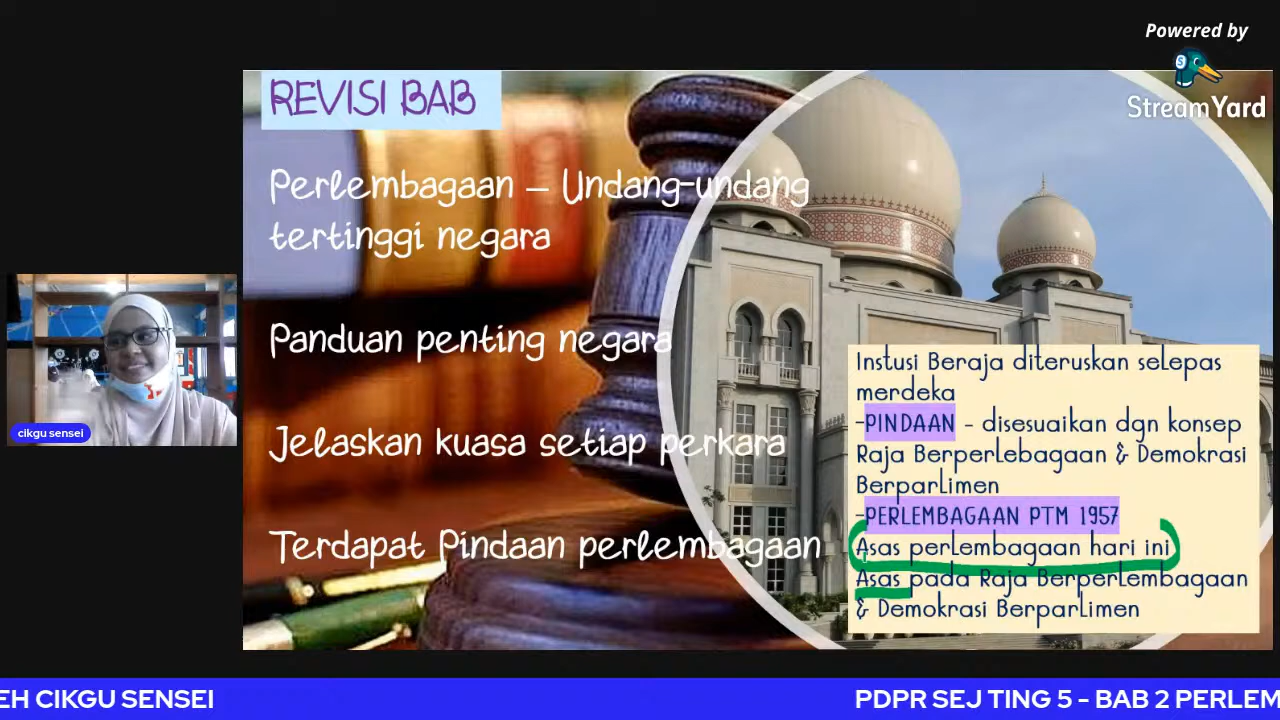 Powered by
StreamYard
REVISI BAB
Perlembagaan – Undang-undang
tertinggi negara
Panduan penting negara
Jelaskan kuasa setiap perkara
Terdapat Pindaan perlembagaan
Instusi Beraja diteruskan selepas
merdeka
-PINDAAN - disesuaikan dgn konsep
Raja Berperlebagaan & Demokrasi
Berparlimen
-PERLEMBAGAAN PTM 1957
Asas perlembagaan hari ini
Asas pada Raja Berperlembagaan
& Demokrasi Berparlimen
cikgu sensei
EH CIKGU SENSEI
PDPR SEJ TING 5 - BAB 2 PERLEM